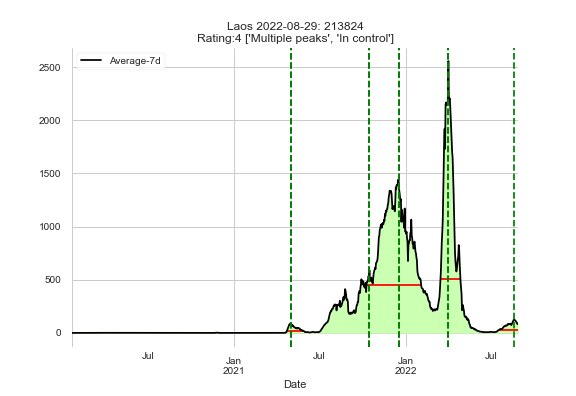 Laos 2022-08-29: 213824
Rating:4 ['Multiple peaks', 'In control']
Average-7d
2500
2000
1500
1000
500
0
Jul
Jan
2021
Jul
Jan
2022
Jul
Date